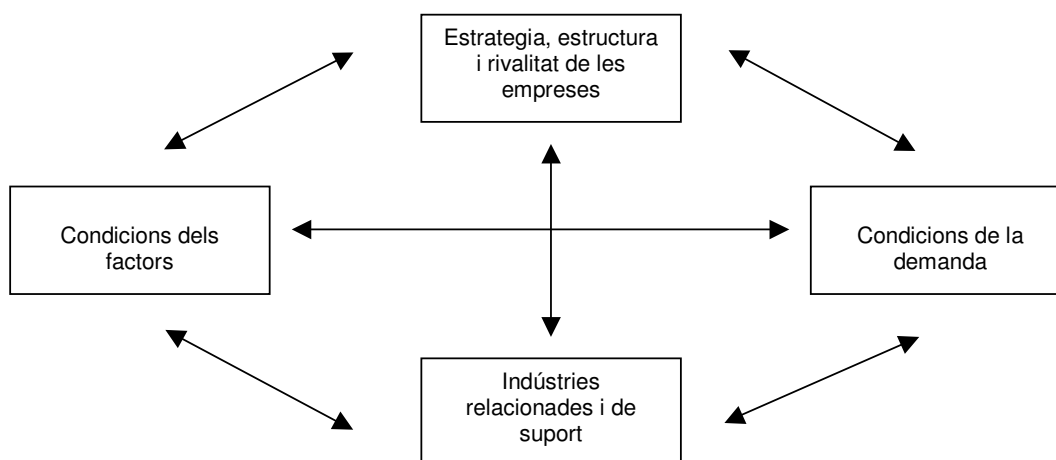 Estrategia, estructura
i rivalitat de les
empreses
Condicions dels
factors
Condicions de la
demanda
Indústries
relacionades i de
suport